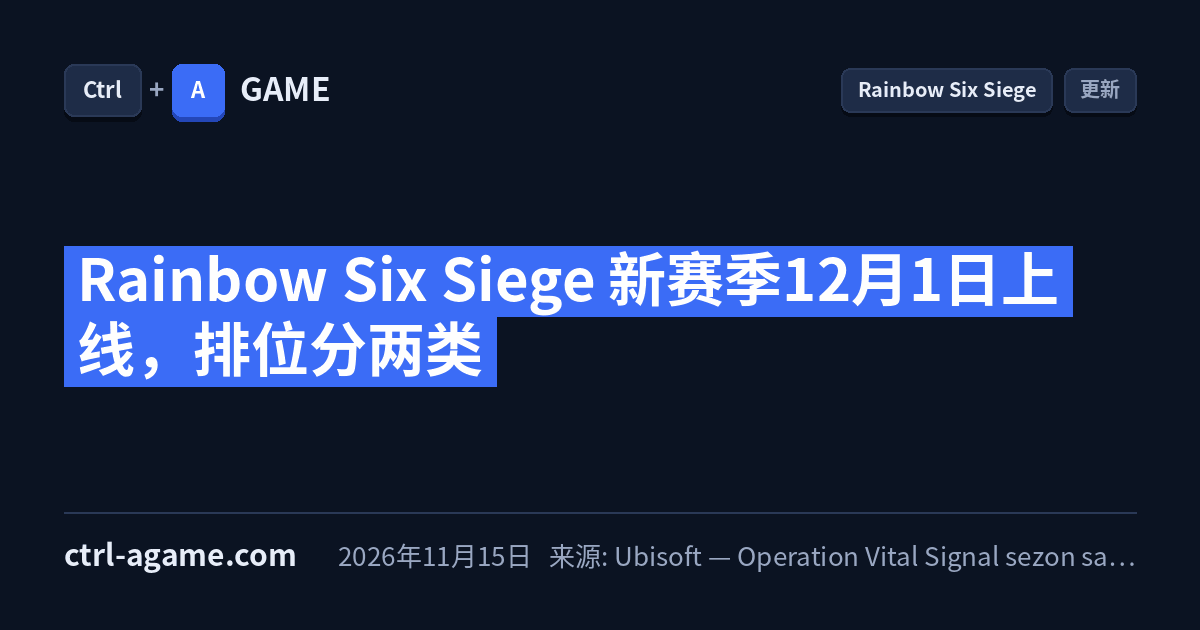 Ctrl + A GAME
Rainbow Six Siege 更新
Rainbow Six Siege 新赛季12月1日上
线，排位分两类
ctrl-agame.com 2026年11月15日 来源: Ubisoft — Operation Vital Signal sezon sa…